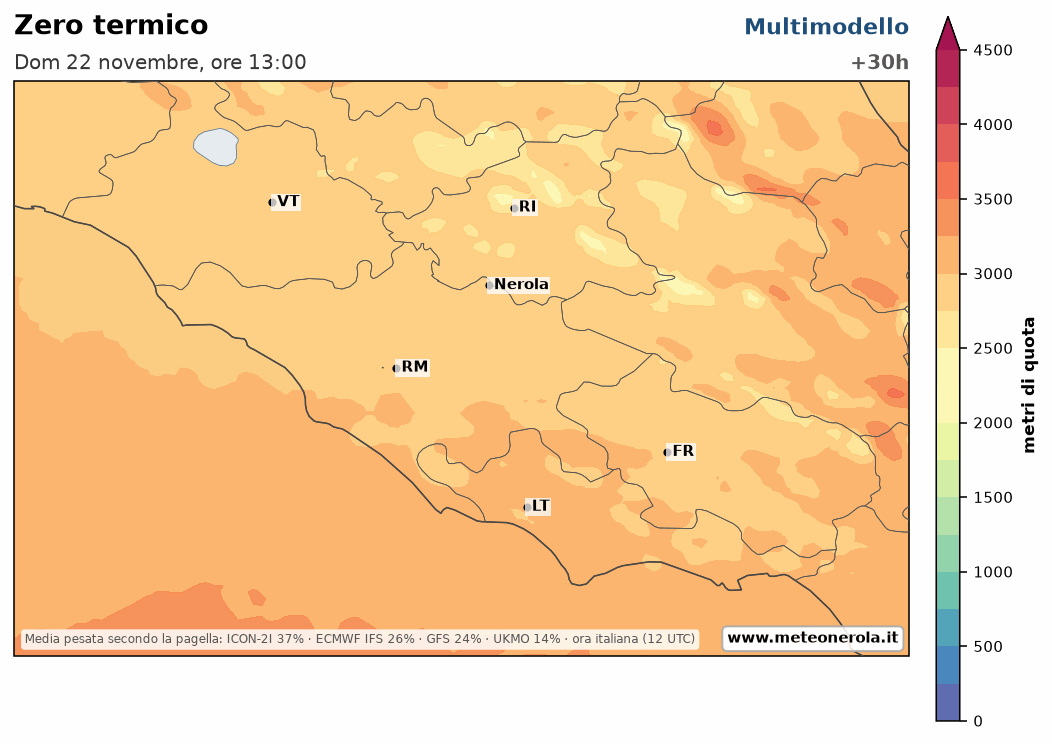 Zero termico
Multimodello
Dom 22 novembre, ore 13:00
+30h
VT
RI
Nerola
RM
FR
LT
Media pesata secondo la pagella: ICON-2I 37% · ECMWF IFS 26% · GFS 24% · UKMO 14% · ora italiana (12 UTC)
www.meteonerola.it
4500
4000
3500
3000
2500
2000
1500
1000
500
0
metri di quota